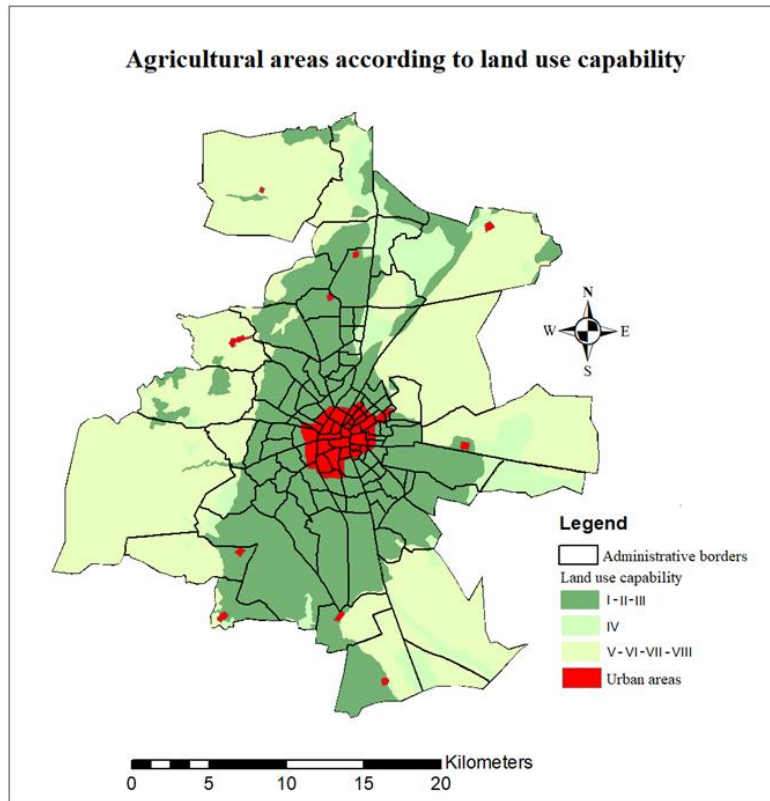 Agricultural areas according to land use capability
N
W E
S
Legend
Administrative borders
Land use capability
I-II-III
IV
V-VI-VII-VIII
Urban areas
Kilometers
0 5 10 15 20